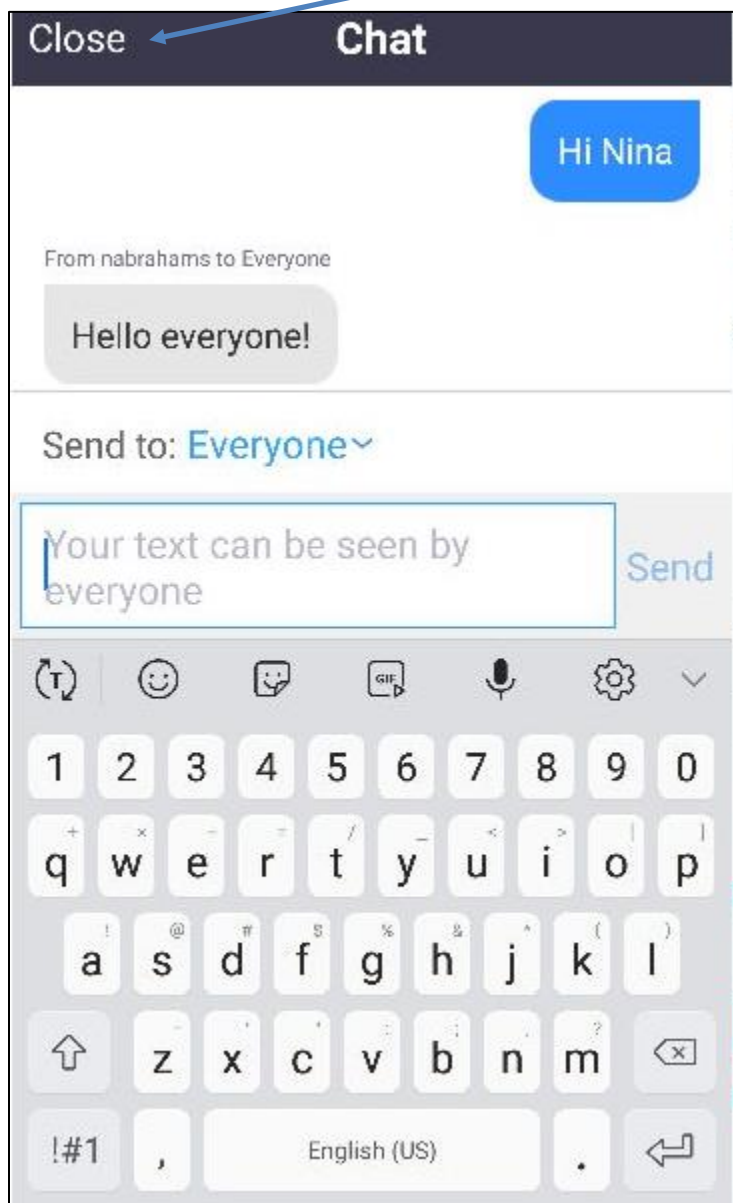 Close Chat
Hi Nina
From nabrahams to Everyone
Hello everyone!
Send to: Everyone
Your text can be seen by
everyone
Send
T
GIF
1 2 3 4 5 6 7 8 9 0
q w e r t y u i o p
a s d f g h j k l
z x c v b n m
!#1 , English (US) .